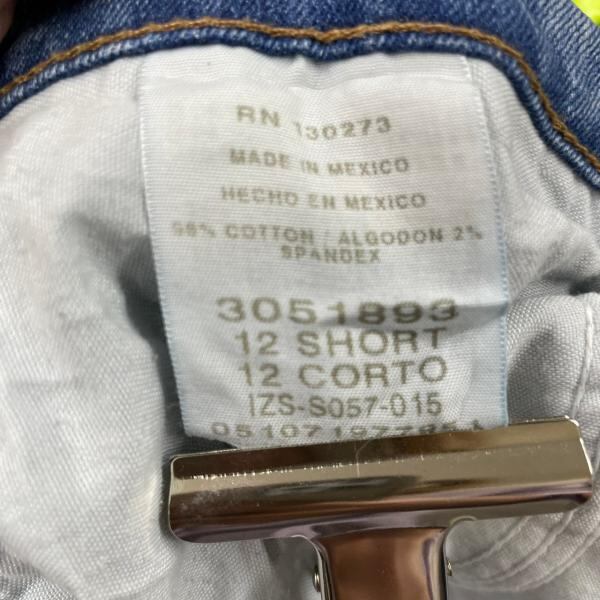 RN 130273
MADE IN MEXICO
HECHO EN MEXICO
98% COTTON / ALGODON 2%
SPANDEX
3051893
12 SHORT
12 CORTO
IZS-S057-015